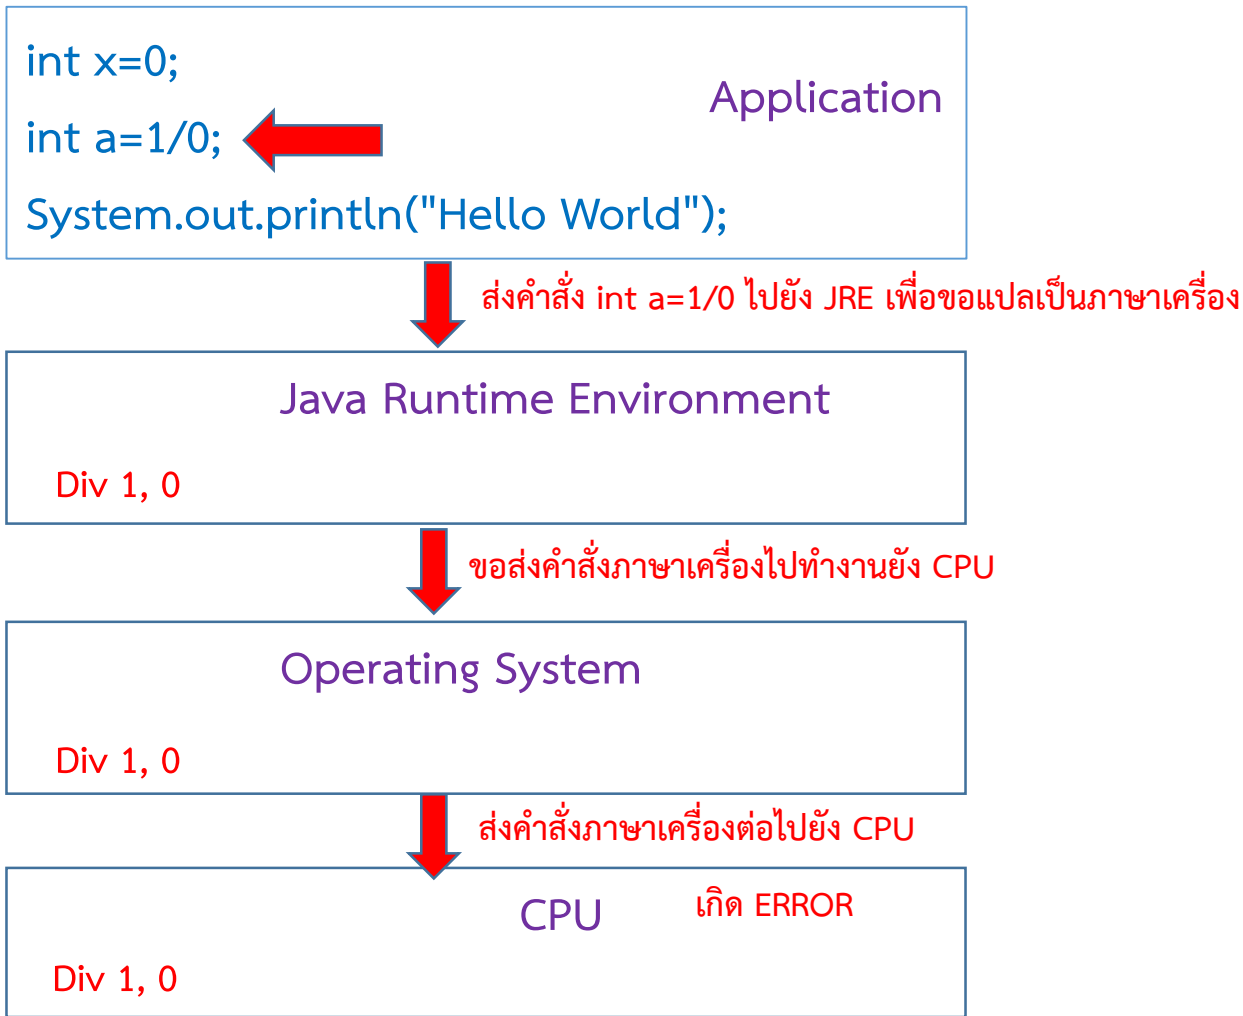 int x=0;
Application
int a=1/0;
System.out.println("Hello World");
ส่งคำสั่ง int a=1/0 ไปยัง JRE เพื่อขอแปลเป็นภาษาเครื่อง
Java Runtime Environment
Div 1, 0
ขอส่งคำสั่งภาษาเครื่องไปทำงานยัง CPU
Operating System
Div 1, 0
ส่งคำสั่งภาษาเครื่องต่อไปยัง CPU
CPU
เกิด ERROR
Div 1, 0